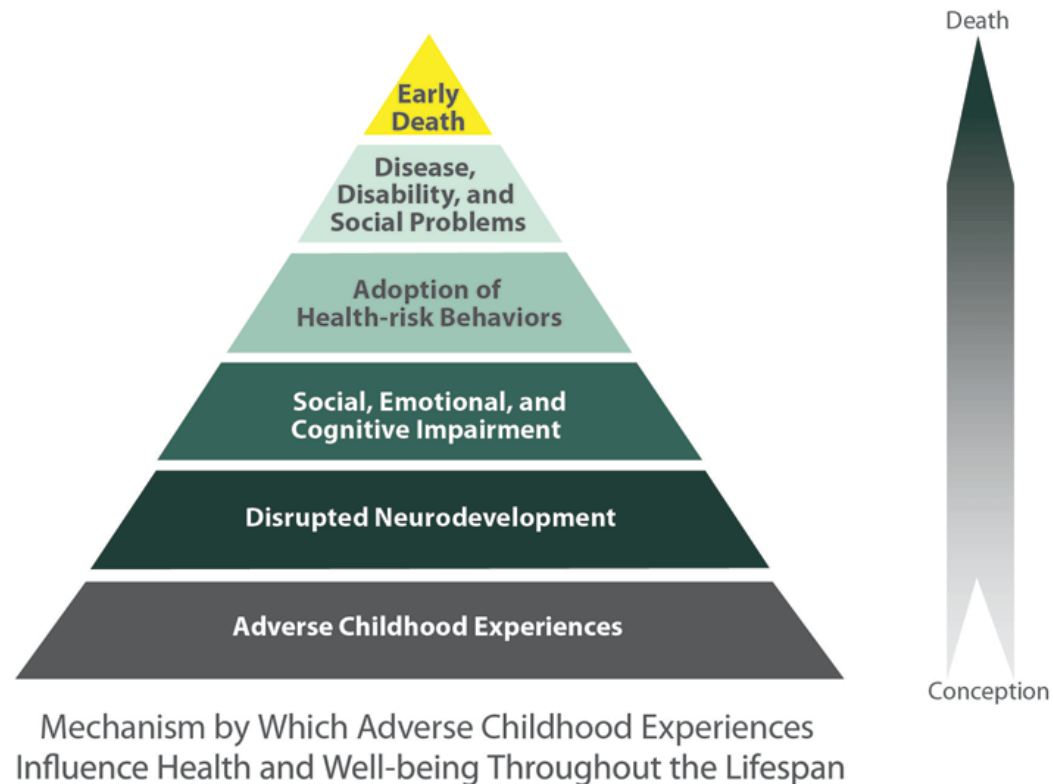 Death
Early
Death
Disease,
Disability, and
Social Problems
Adoption of
Health-risk Behaviors
Social, Emotional, and
Cognitive Impairment
Disrupted Neurodevelopment
Adverse Childhood Experiences
Conception
Mechanism by Which Adverse Childhood Experiences
Influence Health and Well-being Throughout the Lifespan